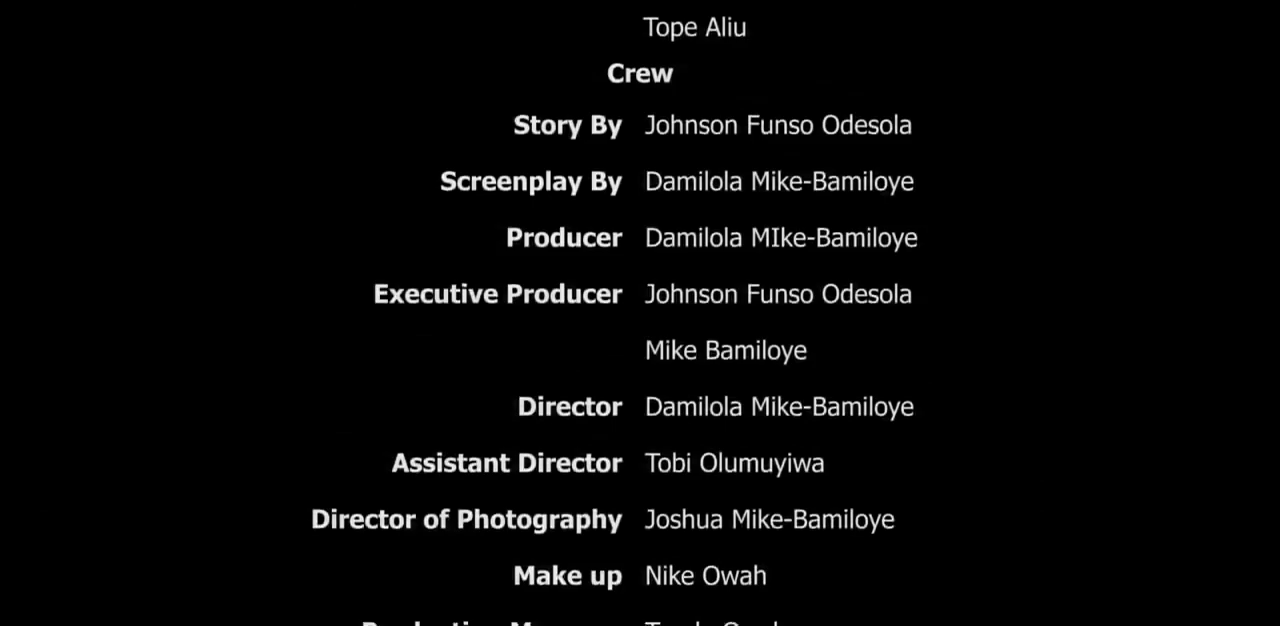 Tope Aliu
Crew
Story By Johnson Funso Odesola
Screenplay By Damilola Mike-Bamiloye
Producer Damilola MIke-Bamiloye
Executive Producer Johnson Funso Odesola
Mike Bamiloye
Director Damilola Mike-Bamiloye
Assistant Director Tobi Olumuyiwa
Director of Photography Joshua Mike-Bamiloye
Make up Nike Owah